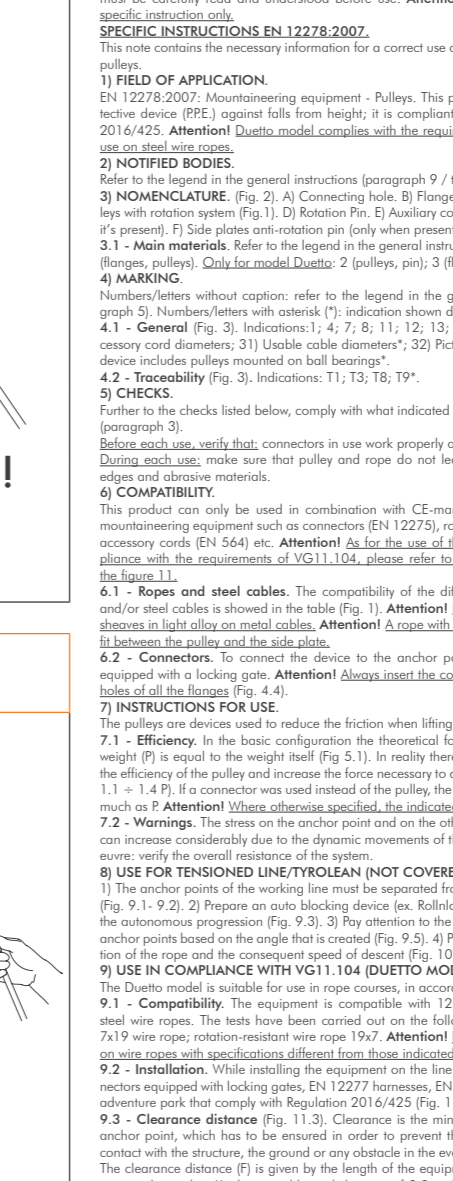 must be carefully read and understood before use. Attentio
specific instruction only.
SPECIFIC INSTRUCTIONS EN 12278:2007.
This note contains the necessary information for a correct use o
pulleys.
1) FIELD OF APPLICATION.
EN 12278:2007: Mountaineering equipment - Pulleys. This p
tective device (P.P.E.) against falls from height; it is compliant
2016/425. Attention! Duetto model complies with the requir
use on steel wire ropes.
2) NOTIFIED BODIES.
Refer to the legend in the general instructions (paragraph 9 / t
3) NOMENCLATURE. (Fig. 2). A) Connecting hole. B) Flange
leys with rotation system (Fig.1). D) Rotation Pin. E) Auxiliary co
it's present). F) Side plates anti-rotation pin (only when present
3.1 - Main materials. Refer to the legend in the general instru
(flanges, pulleys). Only for model Duetto: 2 (pulleys, pin); 3 (fl
4) MARKING.
Numbers/letters without caption: refer to the legend in the g
graph 5). Numbers/letters with asterisk (*): indication shown d
4.1 - General (Fig. 3). Indications:1; 4; 7; 8; 11; 12; 13;
cessory cord diameters; 31) Usable cable diameters*; 32) Pict
device includes pulleys mounted on ball bearings*.
4.2 - Traceability (Fig. 3). Indications: T1; T3; T8; T9*.
5) CHECKS.
Further to the checks listed below, comply with what indicated
(paragraph 3).
Before each use, verify that: connectors in use work properly a
During each use: make sure that pulley and rope do not le
!
edges and abrasive materials.
6) COMPATIBILITY.
This product can only be used in combination with CE-mar
mountaineering equipment such as connectors (EN 12275), ro
accessory cords (EN 564) etc. Attention! As for the use of th
pliance with the requirements of VG11.104, please refer to
the figure 11.
6.1 - Ropes and steel cables. The compatibility of the dif
and/or steel cables is showed in the table (Fig. 1). Attention!
sheaves in light alloy on metal cables. Attention! A rope with
fit between the pulley and the side plate.
6.2 - Connectors. To connect the device to the anchor po
equipped with a locking gate. Attention! Always insert the co
holes of all the flanges (Fig. 4.4).
7) INSTRUCTIONS FOR USE.
The pulleys are devices used to reduce the friction when lifting
7.1 - Efficiency. In the basic configuration the theoretical fo
weight (P) is equal to the weight itself (Fig 5.1). In reality there
the efficiency of the pulley and increase the force necessary to
1.1 ÷ 1.4 P). If a connector was used instead of the pulley, the
much as P. Attention! Where otherwise specified, the indicated
7.2 - Warnings. The stress on the anchor point and on the oth
can increase considerably due to the dynamic movements of t
euvre: verify the overall resistance of the system.
8) USE FOR TENSIONED LINE/TYROLEAN (NOT COVERE
1) The anchor points of the working line must be separated fro
(Fig. 9.1- 9.2). 2) Prepare an auto blocking device (ex. Rollnlo
the autonomous progression (Fig. 9.3). 3) Pay attention to the
anchor points based on the angle that is created (Fig. 9.5). 4) P
tion of the rope and the consequent speed of descent (Fig. 10
9) USE IN COMPLIANCE WITH VG11.104 (DUETTO MOD
The Duetto model is suitable for use in rope courses, in accor
9.1 - Compatibility. The equipment is compatible with 12
steel wire ropes. The tests have been carried out on the follo
7x19 wire rope; rotation-resistant wire rope 19x7. Attention!
on wire ropes with specifications different from those indicated
9.2 - Installation. While installing the equipment on the line
nectors equipped with locking gates, EN 12277 harnesses, EN
adventure park that comply with Regulation 2016/425 (Fig. 1
9.3 - Clearance distance (Fig. 11.3). Clearance is the min
anchor point, which has to be ensured in order to prevent th
contact with the structure, the ground or any obstacle in the eve
The clearance distance (F) is given by the length of the equip